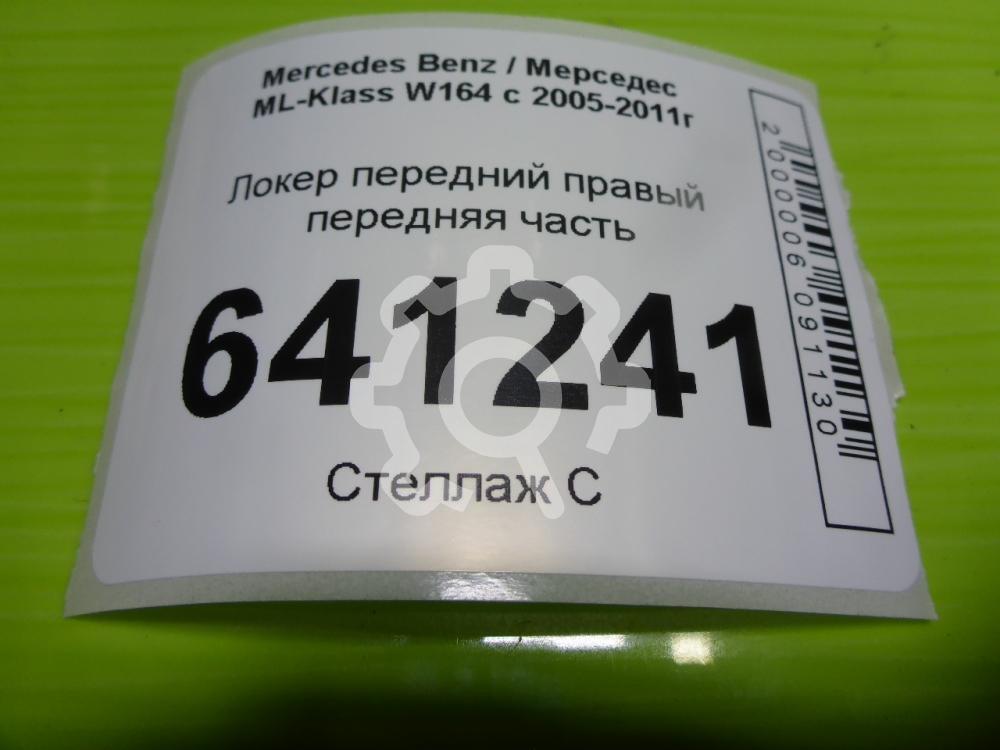 Mercedes Benz / Мерседес
ML-Klass W164 с 2005-2011г
Локер передний правый
передняя часть
641241
Стеллаж С
2000006091130